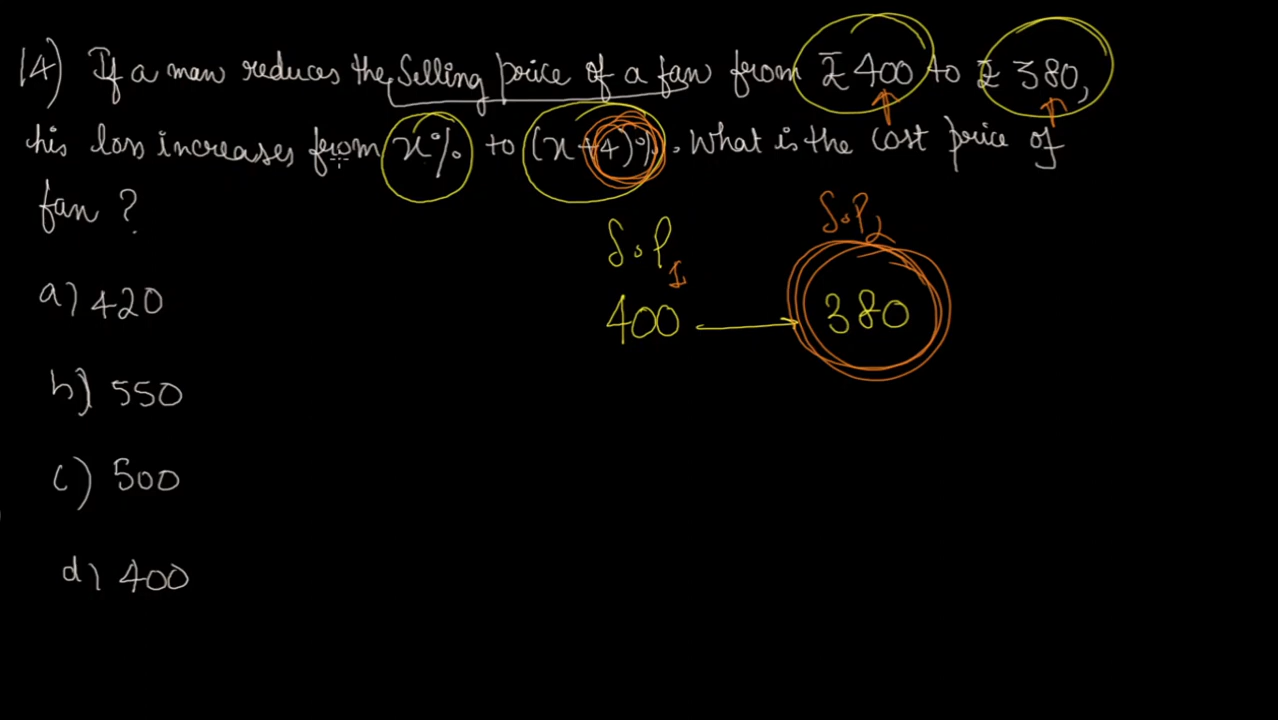 14) If a man reduces the Selling price of a fan from ₹ 400 to ₹ 380,
his loss increases from x% to (x+4)%. What is the cost price of
fan ?
S.P1 S.P2
400 → 380
a) 420
b) 550
c) 500
d) 400